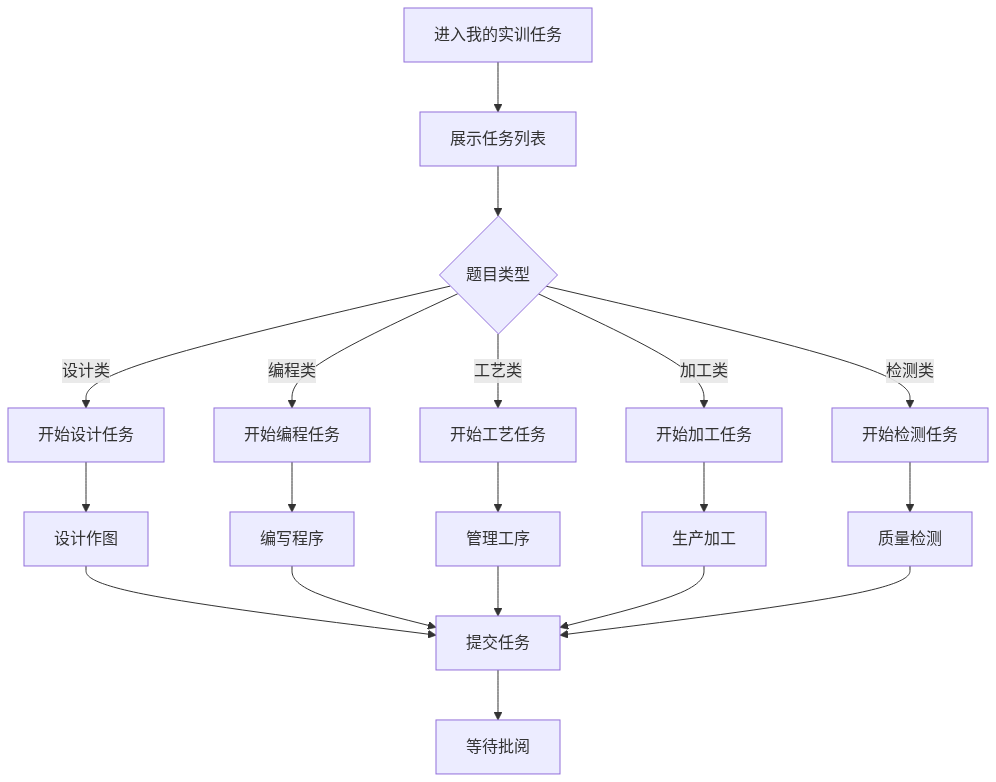 进入我的实训任务
展示任务列表
题目类型
设计类
编程类
工艺类
加工类
检测类
开始设计任务
开始编程任务
开始工艺任务
开始加工任务
开始检测任务
设计作图
编写程序
管理工序
生产加工
质量检测
提交任务
等待批阅